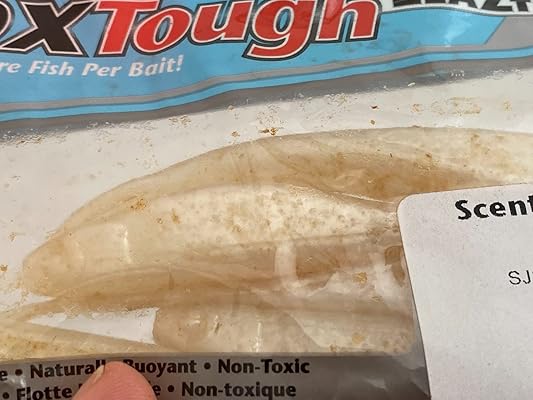 XTough
re Fish Per Bait!
Scent
SJ
e • Naturall Buoyant • Non-Toxic
• Flotte e • Non-toxique